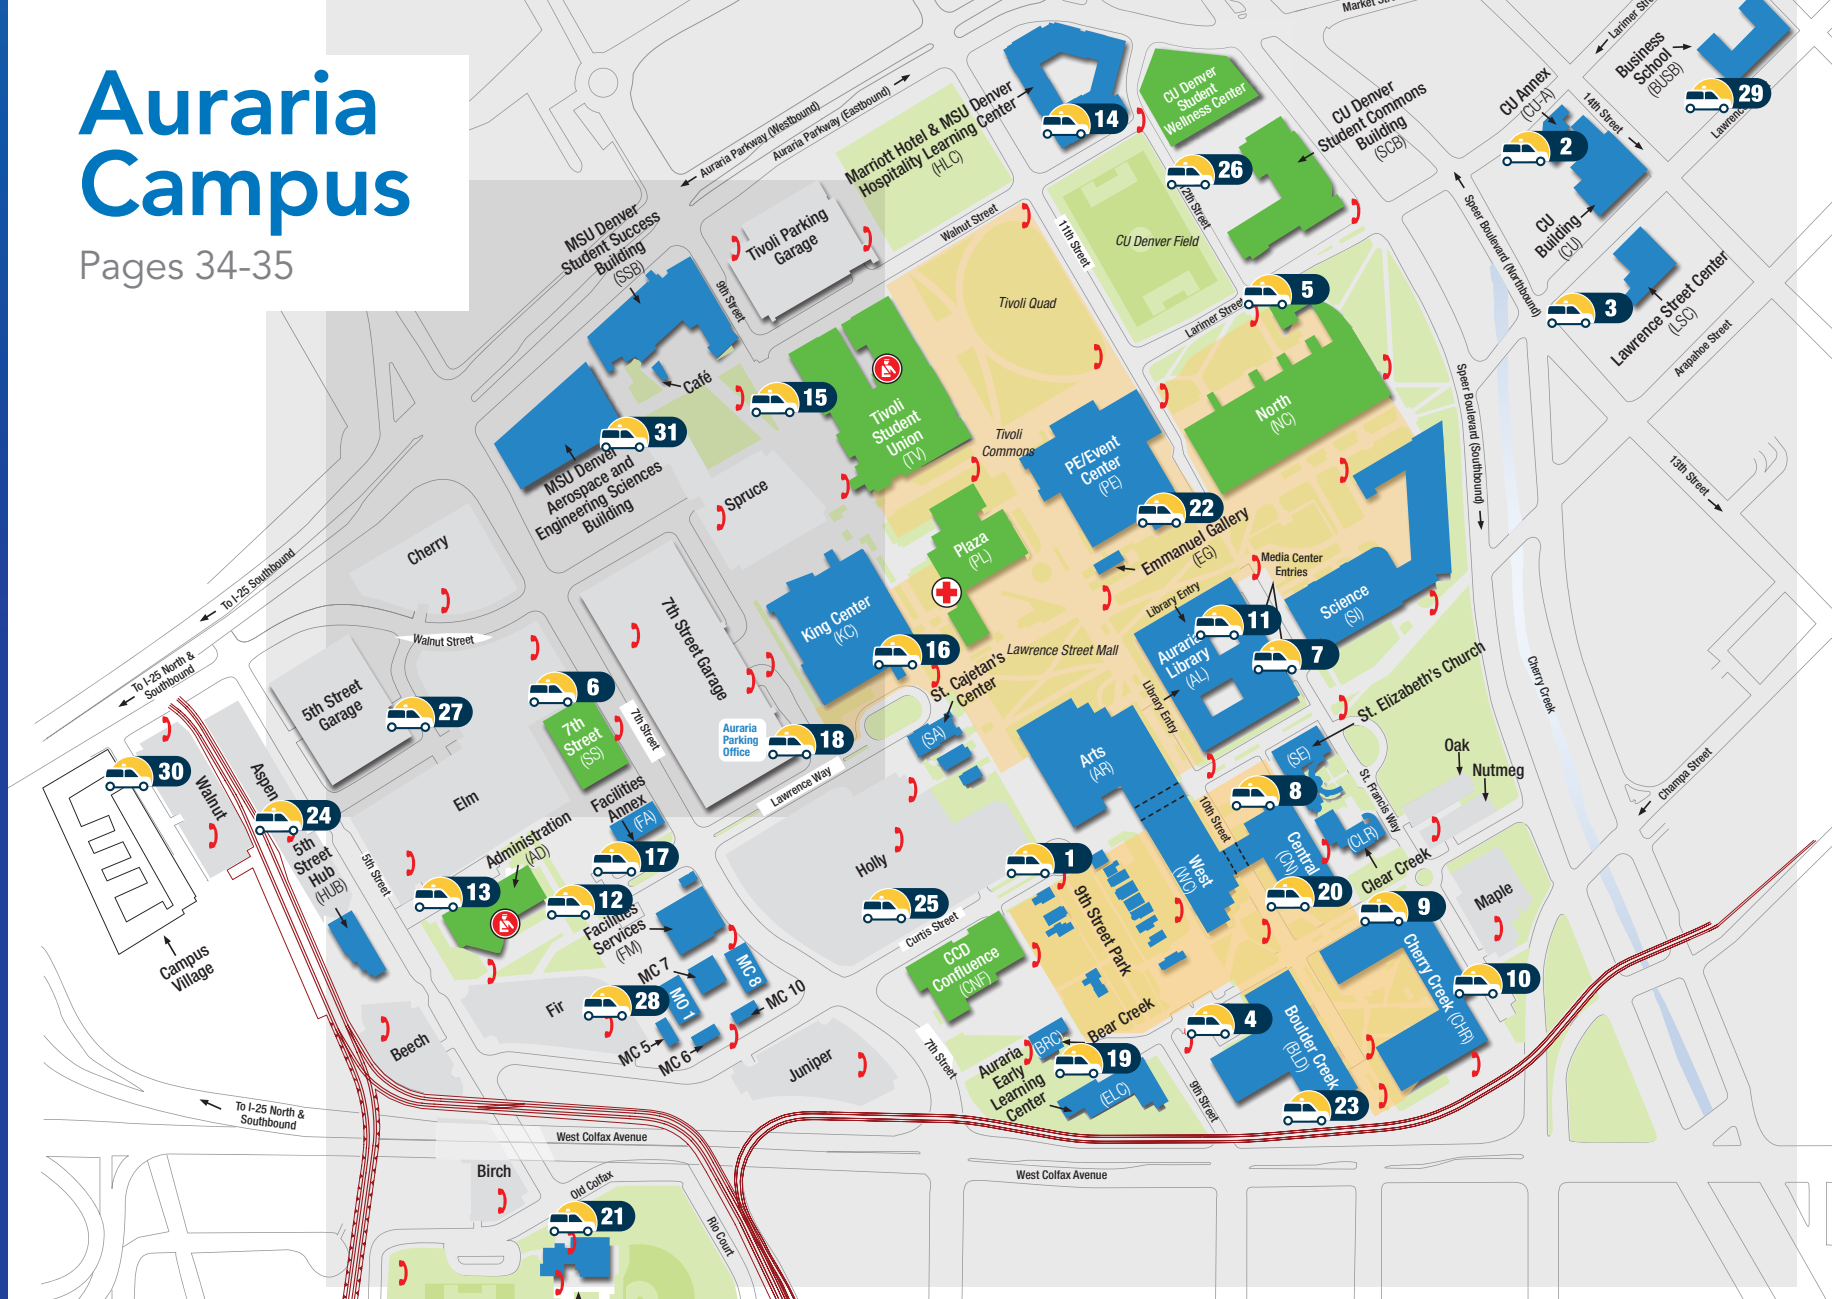 Auraria
Campus
Pages 34-35
Market
Larimer
Business
School
(BUSB)
29
Lawrence
14th Street
CU Annex
(CU-A)
2
CU
Building
(CU)
3
Lawrence Street Center
(LSC)
Arapahoe Street
13th Street
Champa Street
Cherry Creek
Speer Boulevard (Northbound)
Speer Boulevard (Southbound)
CU Denver
Student
Wellness Center
CU Denver
Student Commons
Building
(SCB)
14
Marriott Hotel & MSU Denver
Hospitality Learning Center
(HLC)
Auraria Parkway (Westbound)
Auraria Parkway (Eastbound)
26
12th Street
CU Denver Field
11th Street
Walnut Street
Larimer Street
5
Tivoli Parking
Garage
MSU Denver
Student Success
Building
(SSB)
9th Street
Café
15
31
MSU Denver
Aerospace and
Engineering Sciences
Building
Spruce
Tivoli
Student
Union
(TV)
Tivoli Quad
Tivoli
Commons
North
(NC)
PE/Event
Center
(PE)
22
Emmanuel Gallery
(EG)
Plaza
(PL)
Media Center
Entries
Library Entry
11
7
Auraria
Library
(AL)
Library Entry
Science
(SI)
St. Elizabeth's Church
(SE)
Oak
Nutmeg
St. Francis Way
Cherry
To I-25 Southbound
Walnut Street
To I-25 North &
Southbound
5th Street
Garage
27
6
7th
Street
(SS)
7th Street
7th Street Garage
Auraria
Parking
Office
18
Lawrence Way
King Center
(KC)
16
St. Cajetan's
Center
(SA)
Lawrence Street Mall
Arts
(AR)
10th Street
8
Central
(CN)
20
(CLR)
Clear Creek
West
(WC)
9
Maple
Cherry Creek (CHR)
10
30
Walnut
Aspen
24
5th
Street
Hub
(HUB)
5th Street
Campus
Village
Elm
Facilities
Annex
(FA)
17
Administration
(AD)
13
12
Facilities
Services
(FM)
Holly
25
Curtis Street
1
9th Street Park
CCD
Confluence
(CNF)
MC 7
MC 8
MO 1
MC 10
MC 5
MC 6
Fir
28
Beech
Juniper
7th Street
Bear Creek
(BRC)
Auraria
Early
Learning
Center
(ELC)
19
4
Boulder Creek
(BLD)
23
9th Street
To I-25 North &
Southbound
West Colfax Avenue
West Colfax Avenue
Birch
Old Colfax
21
Rio Court